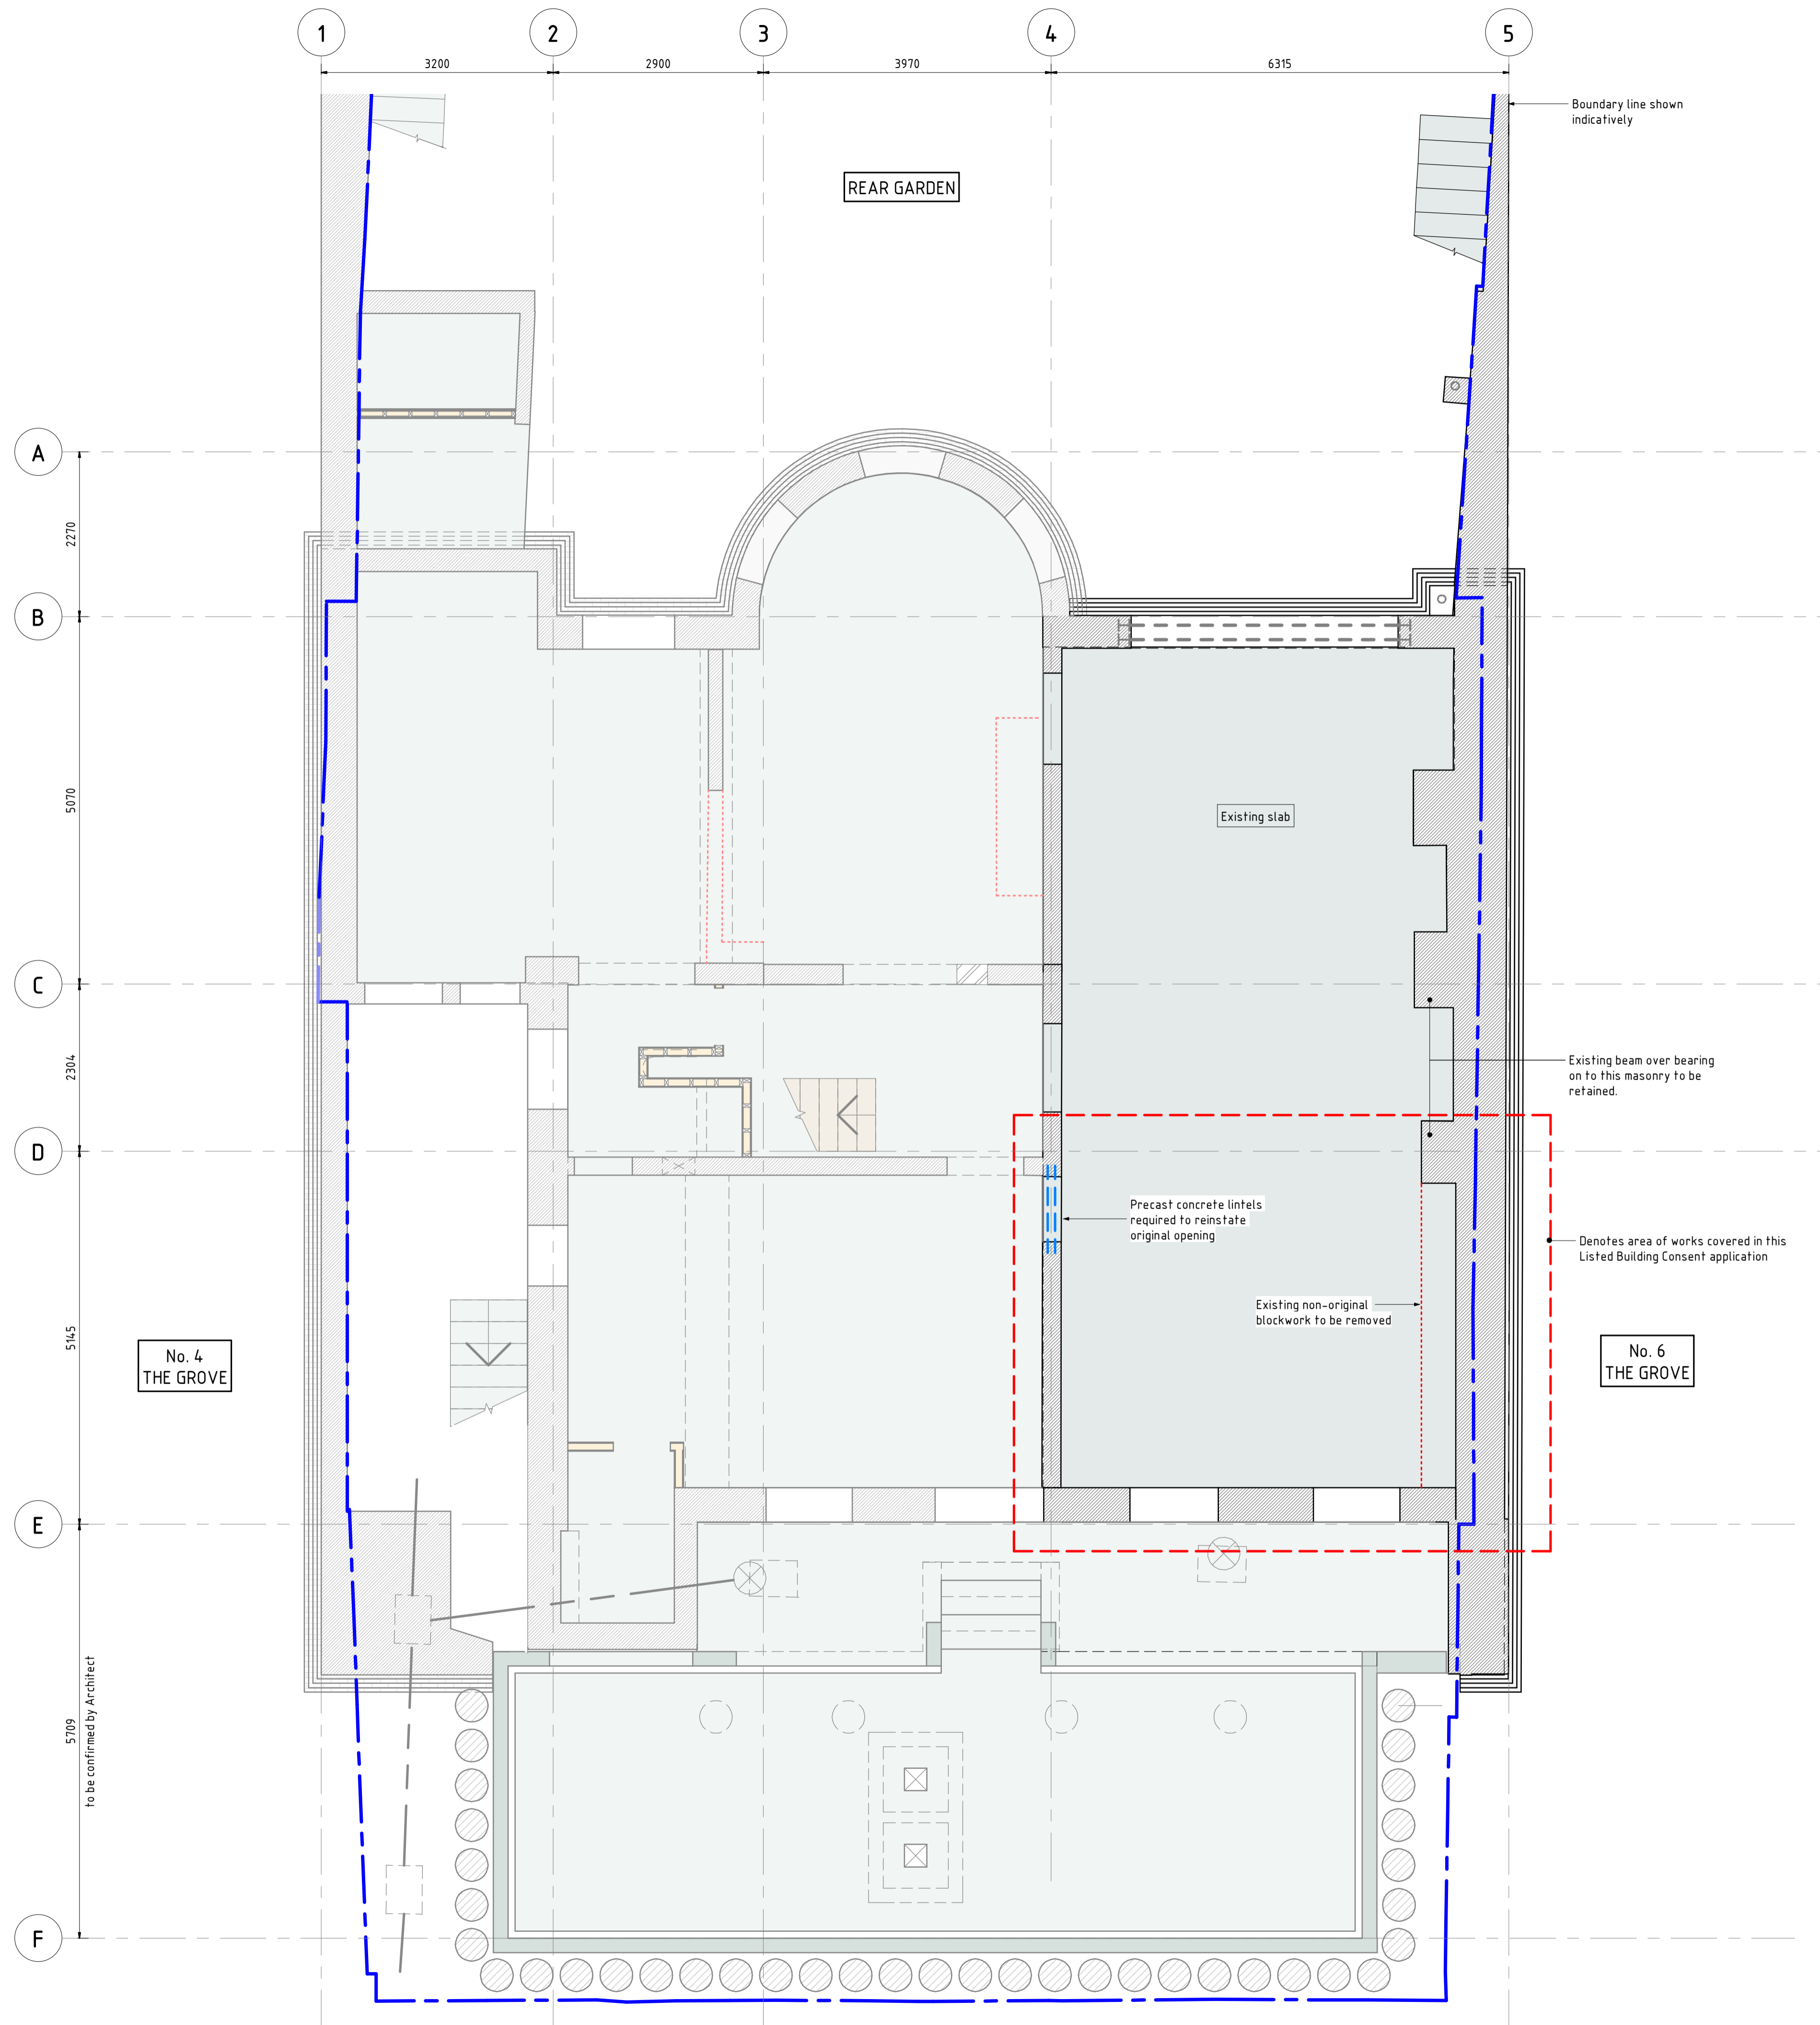 1
2
3
4
5
3200
2900
3970
6315
Boundary line shown
indicatively
REAR GARDEN
A
2270
B
5070
Existing slab
C
2304
Existing beam over bearing
on to this masonry to be
retained.
D
Precast concrete lintels
required to reinstate
original opening
Denotes area of works covered in this
Listed Building Consent application
Existing non-original
blockwork to be removed
5145
No. 4
THE GROVE
No. 6
THE GROVE
E
5709
to be confirmed by Architect
F